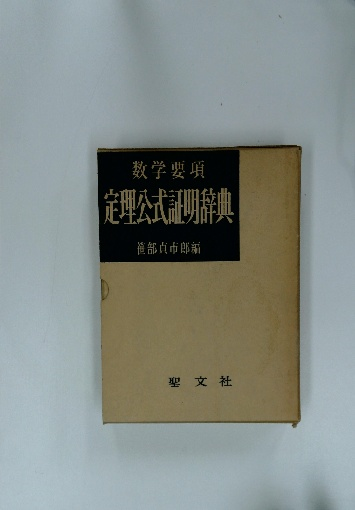 数学要項
定理公式証明辞典
笹部貞市郎編
聖文社